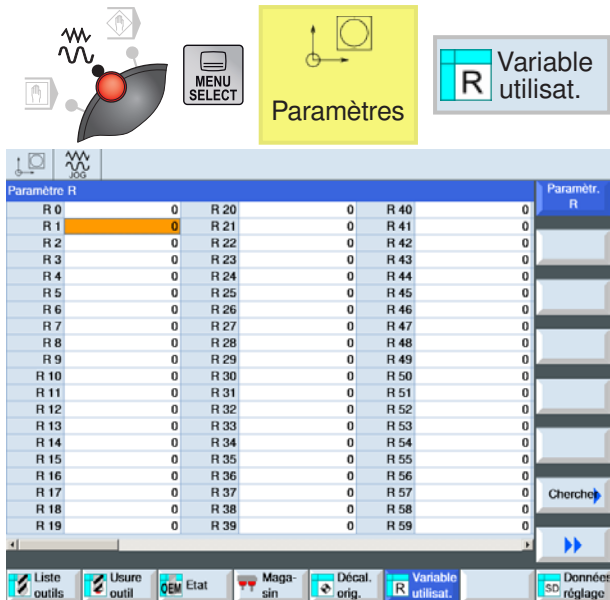 MENU
SELECT
Paramètres
R
Variable
utilisat.
JOG
Paramètre R
Paramètr.
R
R 0 0 R 20 0 R 40 0
R 1 0 R 21 0 R 41 0
R 2 0 R 22 0 R 42 0
R 3 0 R 23 0 R 43 0
R 4 0 R 24 0 R 44 0
R 5 0 R 25 0 R 45 0
R 6 0 R 26 0 R 46 0
R 7 0 R 27 0 R 47 0
R 8 0 R 28 0 R 48 0
R 9 0 R 29 0 R 49 0
R 10 0 R 30 0 R 50 0
R 11 0 R 31 0 R 51 0
R 12 0 R 32 0 R 52 0
R 13 0 R 33 0 R 53 0
R 14 0 R 34 0 R 54 0
R 15 0 R 35 0 R 55 0
R 16 0 R 36 0 R 56 0
R 17 0 R 37 0 R 57 0
R 18 0 R 38 0 R 58 0
R 19 0 R 39 0 R 59 0
Cherche
Liste
outils
Usure
outil
OEM Etat
Maga-
sin
Décal.
orig.
R
Variable
utilisat.
SD
Données
réglage